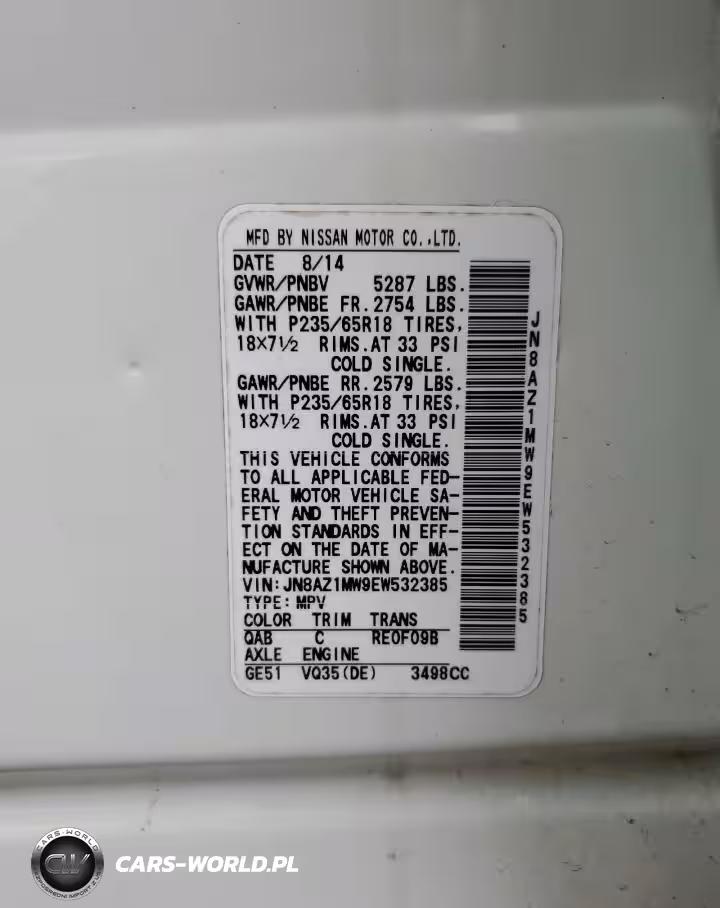 MFD BY NISSAN MOTOR CO.,LTD.
DATE 8/14
GVWR/PNBV 5287 LBS.
GAWR/PNBE FR.2754 LBS.
WITH P235/65R18 TIRES,
18×7½ RIMS.AT 33 PSI
COLD SINGLE.
GAWR/PNBE RR.2579 LBS.
WITH P235/65R18 TIRES,
18×7½ RIMS.AT 33 PSI
COLD SINGLE.
THIS VEHICLE CONFORMS
TO ALL APPLICABLE FED-
ERAL MOTOR VEHICLE SA-
FETY AND THEFT PREVEN-
TION STANDARDS IN EFF-
ECT ON THE DATE OF MA-
NUFACTURE SHOWN ABOVE.
VIN:JN8AZ1MW9EW532385
TYPE:MPV
COLOR TRIM TRANS
QAB C RE0F09B
AXLE ENGINE
GE51 VQ35(DE) 3498CC
JN8AZ1MW9EW532385
CARS-WORLD
CW
CARS-WORLD.PL